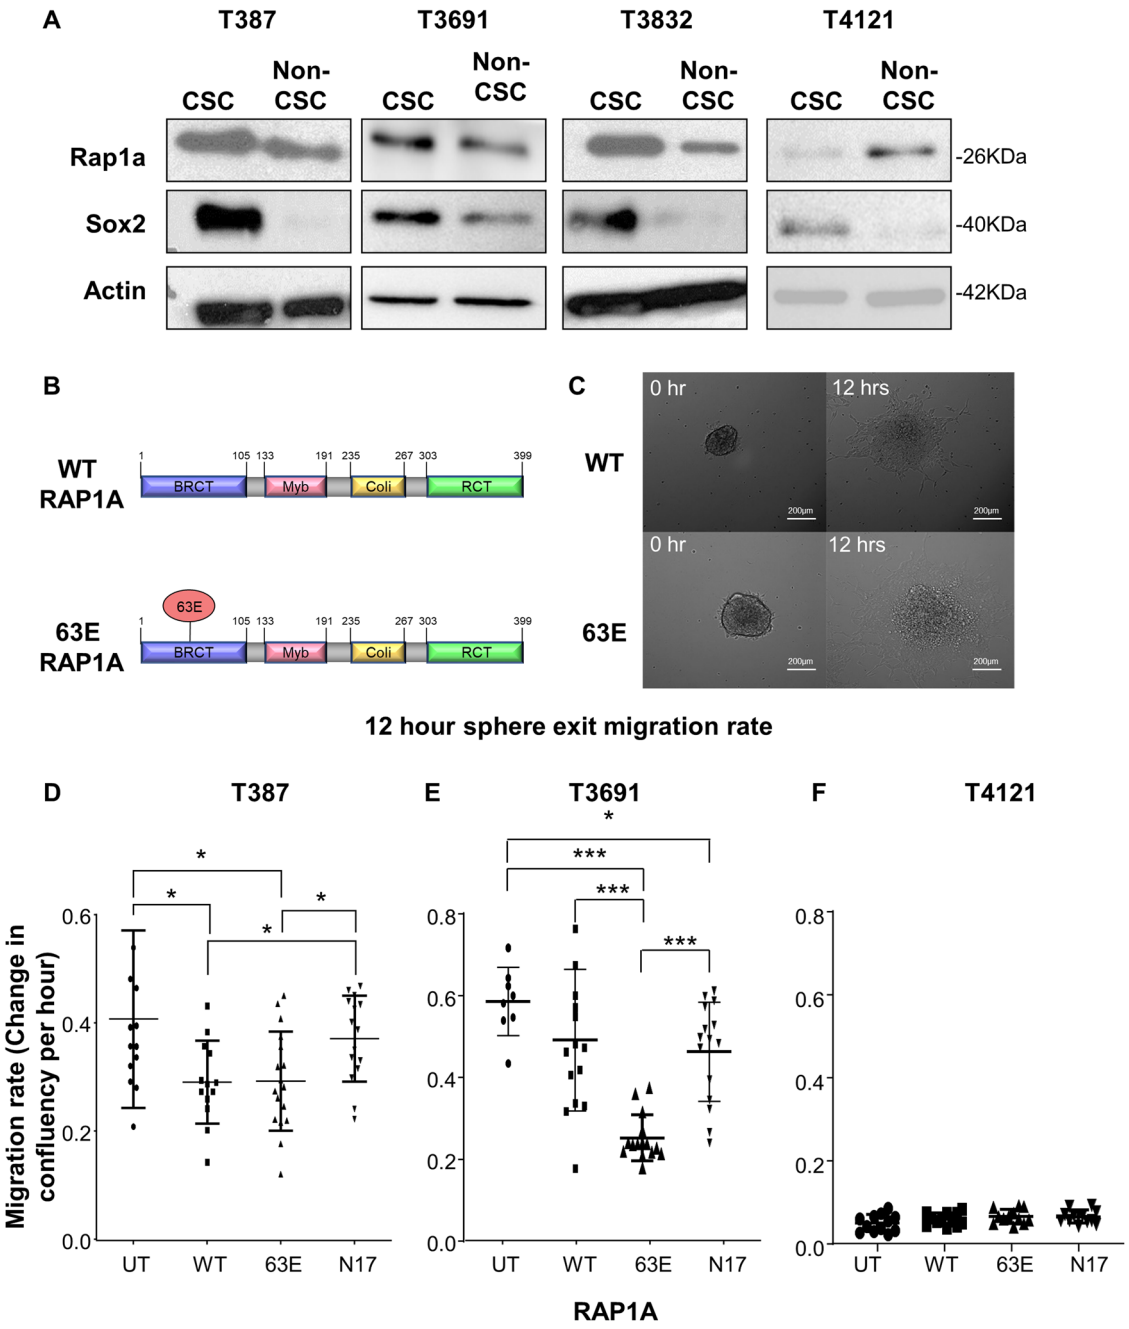 A
T387
T3691
T3832
T4121
CSC
Non-
CSC
CSC
Non-
CSC
CSC
Non-
CSC
CSC
Non-
CSC
Rap1a
-26KDa
Sox2
-40KDa
Actin
-42KDa
B
WT
RAP1A
1
105
133
191
235
267
303
399
BRCT
Myb
Coli
RCT
63E
63E
RAP1A
1
105
133
191
235
267
303
399
BRCT
Myb
Coli
RCT
C
WT
0 hr
12 hrs
200µm
200µm
63E
0 hr
12 hrs
200µm
200µm
12 hour sphere exit migration rate
Migration rate (Change in
confluency per hour)
D
T387
*
*
*
*
0.6
0.4
0.2
0.0
UT
WT
63E
N17
E
T3691
*
***
***
***
0.8
0.6
0.4
0.2
0.0
UT
WT
63E
N17
F
T4121
0.8
0.6
0.4
0.2
0.0
UT
WT
63E
N17
RAP1A